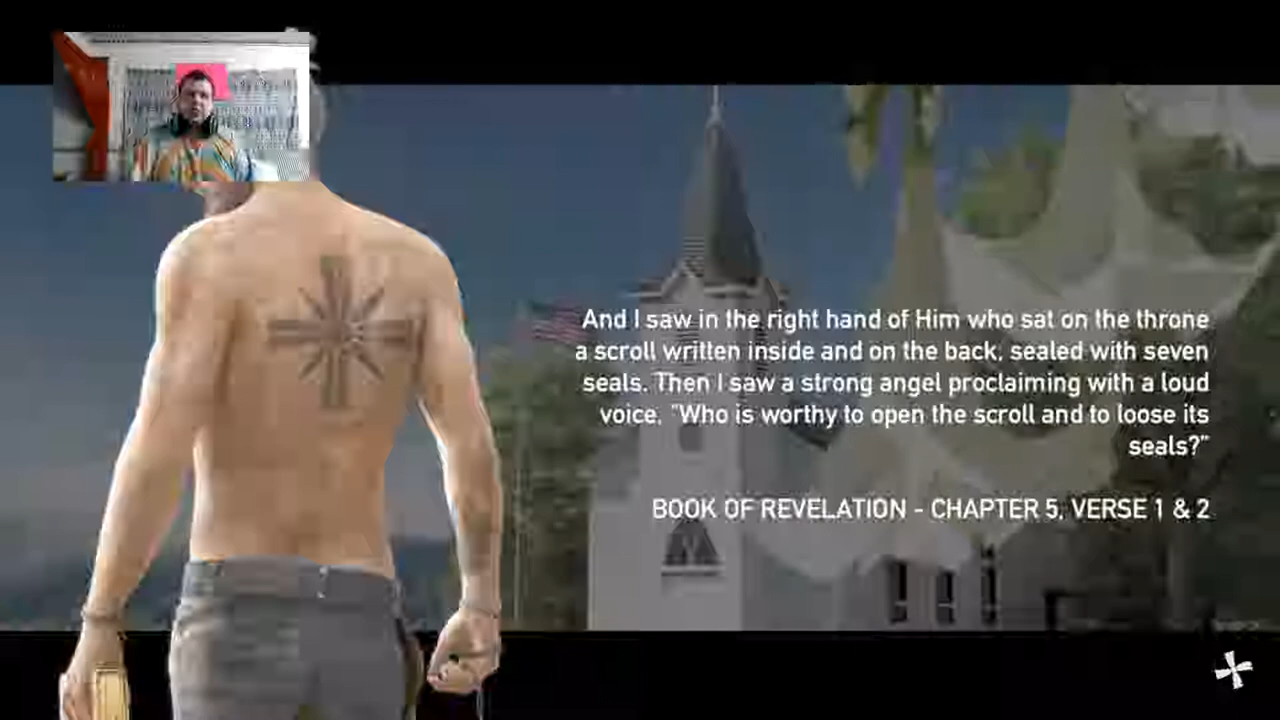 And I saw in the right hand of Him who sat on the throne
a scroll written inside and on the back, sealed with seven
seals. Then I saw a strong angel proclaiming with a loud
voice, "Who is worthy to open the scroll and to loose its
seals?"
BOOK OF REVELATION - CHAPTER 5, VERSE 1 & 2